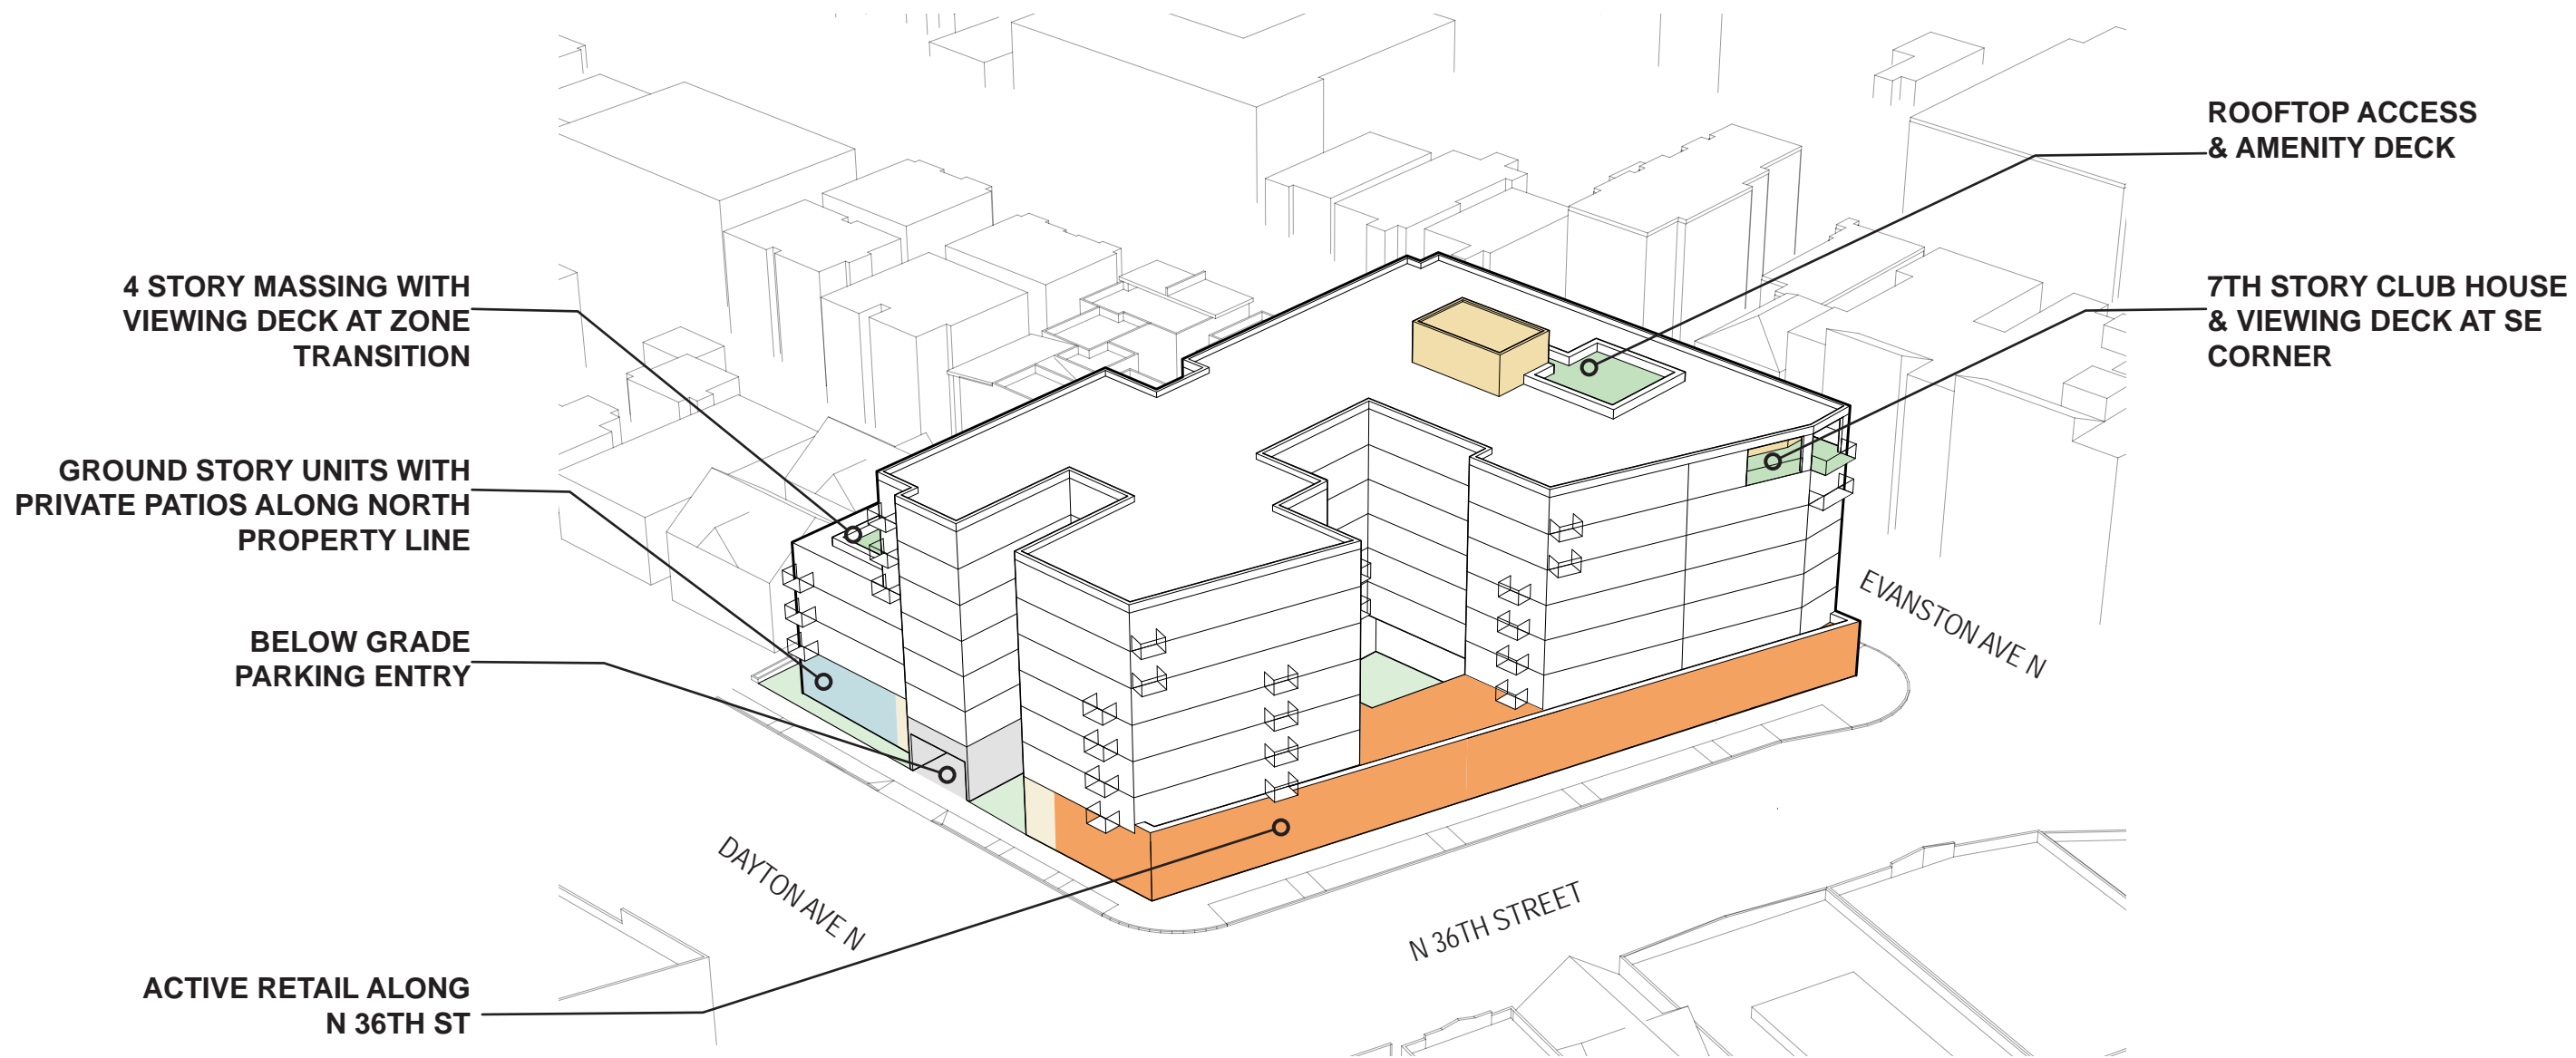 ROOFTOP ACCESS
& AMENITY DECK
4 STORY MASSING WITH
VIEWING DECK AT ZONE
TRANSITION
7TH STORY CLUB HOUSE
& VIEWING DECK AT SE
CORNER
GROUND STORY UNITS WITH
PRIVATE PATIOS ALONG NORTH
PROPERTY LINE
BELOW GRADE
PARKING ENTRY
EVANSTON AVE N
DAYTON AVE N
N 36TH STREET
ACTIVE RETAIL ALONG
N 36TH ST